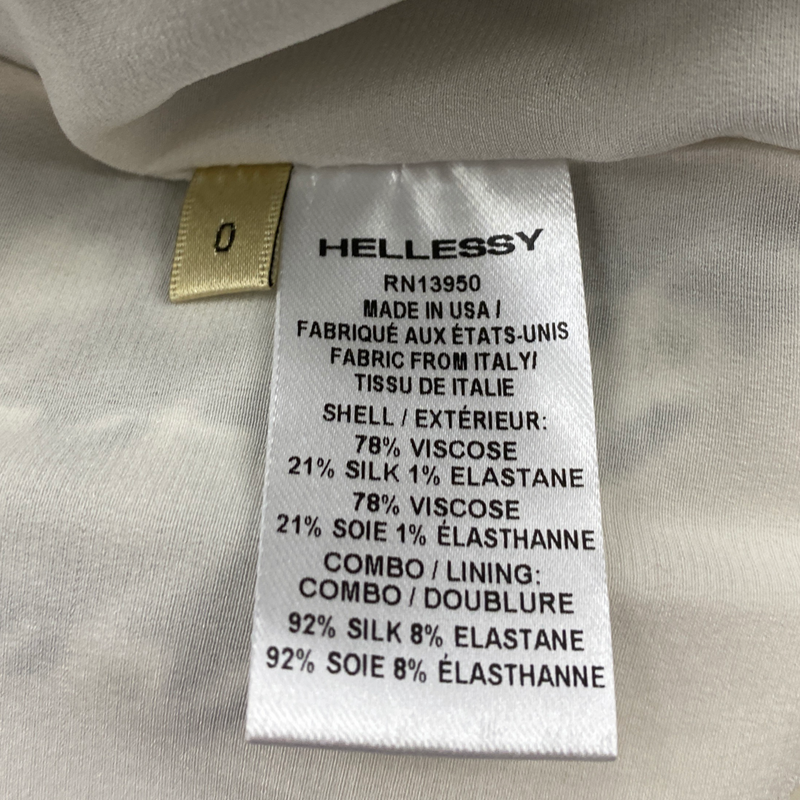 0
HELLESSY
RN13950
MADE IN USA /
FABRIQUÉ AUX ÉTATS-UNIS
FABRIC FROM ITALY/
TISSU DE ITALIE
SHELL / EXTÉRIEUR:
78% VISCOSE
21% SILK 1% ELASTANE
78% VISCOSE
21% SOIE 1% ÉLASTHANNE
COMBO / LINING:
COMBO / DOUBLURE
92% SILK 8% ELASTANE
92% SOIE 8% ÉLASTHANNE